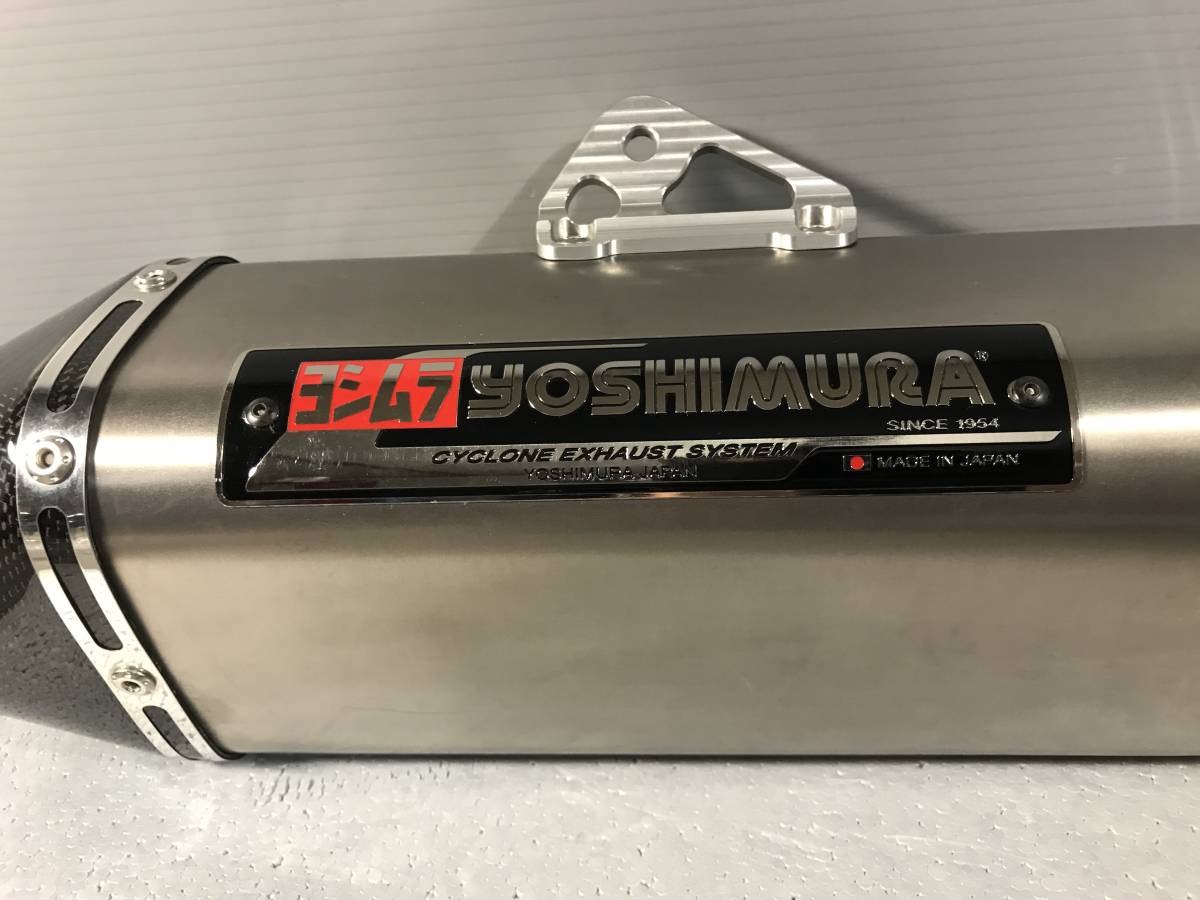 ヨシムラ YOSHIMURA®
SINCE 1954
CYCLONE EXHAUST SYSTEM
YOSHIMURA JAPAN
MADE IN JAPAN